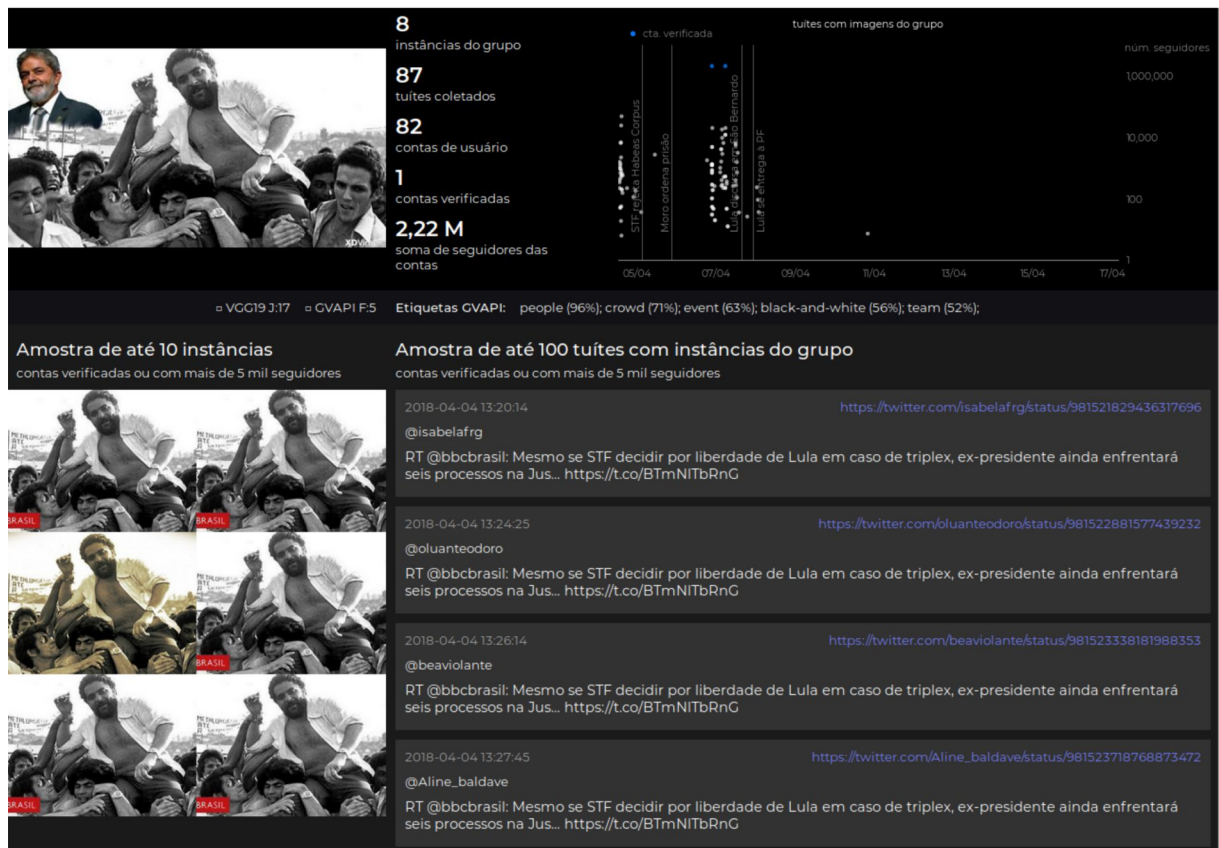 8
instâncias do grupo
87
tuítes coletados
82
contas de usuário
1
contas verificadas
2,22 M
soma de seguidores das
contas
tuítes com imagens do grupo
cta. verificada
núm. seguidores
1,000,000
10,000
100
1
STF rejeita Habeas Corpus
Moro ordena prisão
Lula discursa em São Bernardo
Lula se entrega à PF
05/04
07/04
09/04
11/04
13/04
15/04
17/04
VGG19 J:17 GVAPI F:5
Etiquetas GVAPI: people (96%); crowd (71%); event (63%); black-and-white (56%); team (52%);
Amostra de até 10 instâncias
contas verificadas ou com mais de 5 mil seguidores
BRASIL
BRASIL
BRASIL
BRASIL
BRASIL
Amostra de até 100 tuítes com instâncias do grupo
contas verificadas ou com mais de 5 mil seguidores
2018-04-04 13:20:14 https://twitter.com/isabelafrg/status/981521829436317696
@isabelafrg
RT @bbcbrasil: Mesmo se STF decidir por liberdade de Lula em caso de triplex, ex-presidente ainda enfrentará
seis processos na Jus... https://t.co/BTmNlTbRnG
2018-04-04 13:24:25 https://twitter.com/oluanteodoro/status/981522881577439232
@oluanteodoro
RT @bbcbrasil: Mesmo se STF decidir por liberdade de Lula em caso de triplex, ex-presidente ainda enfrentará
seis processos na Jus... https://t.co/BTmNlTbRnG
2018-04-04 13:26:14 https://twitter.com/beaviolante/status/981523338181988353
@beaviolante
RT @bbcbrasil: Mesmo se STF decidir por liberdade de Lula em caso de triplex, ex-presidente ainda enfrentará
seis processos na Jus... https://t.co/BTmNlTbRnG
2018-04-04 13:27:45 https://twitter.com/Aline_baldave/status/981523718768873472
@Aline_baldave
RT @bbcbrasil: Mesmo se STF decidir por liberdade de Lula em caso de triplex, ex-presidente ainda enfrentará
seis processos na Jus... https://t.co/BTmNlTbRnG